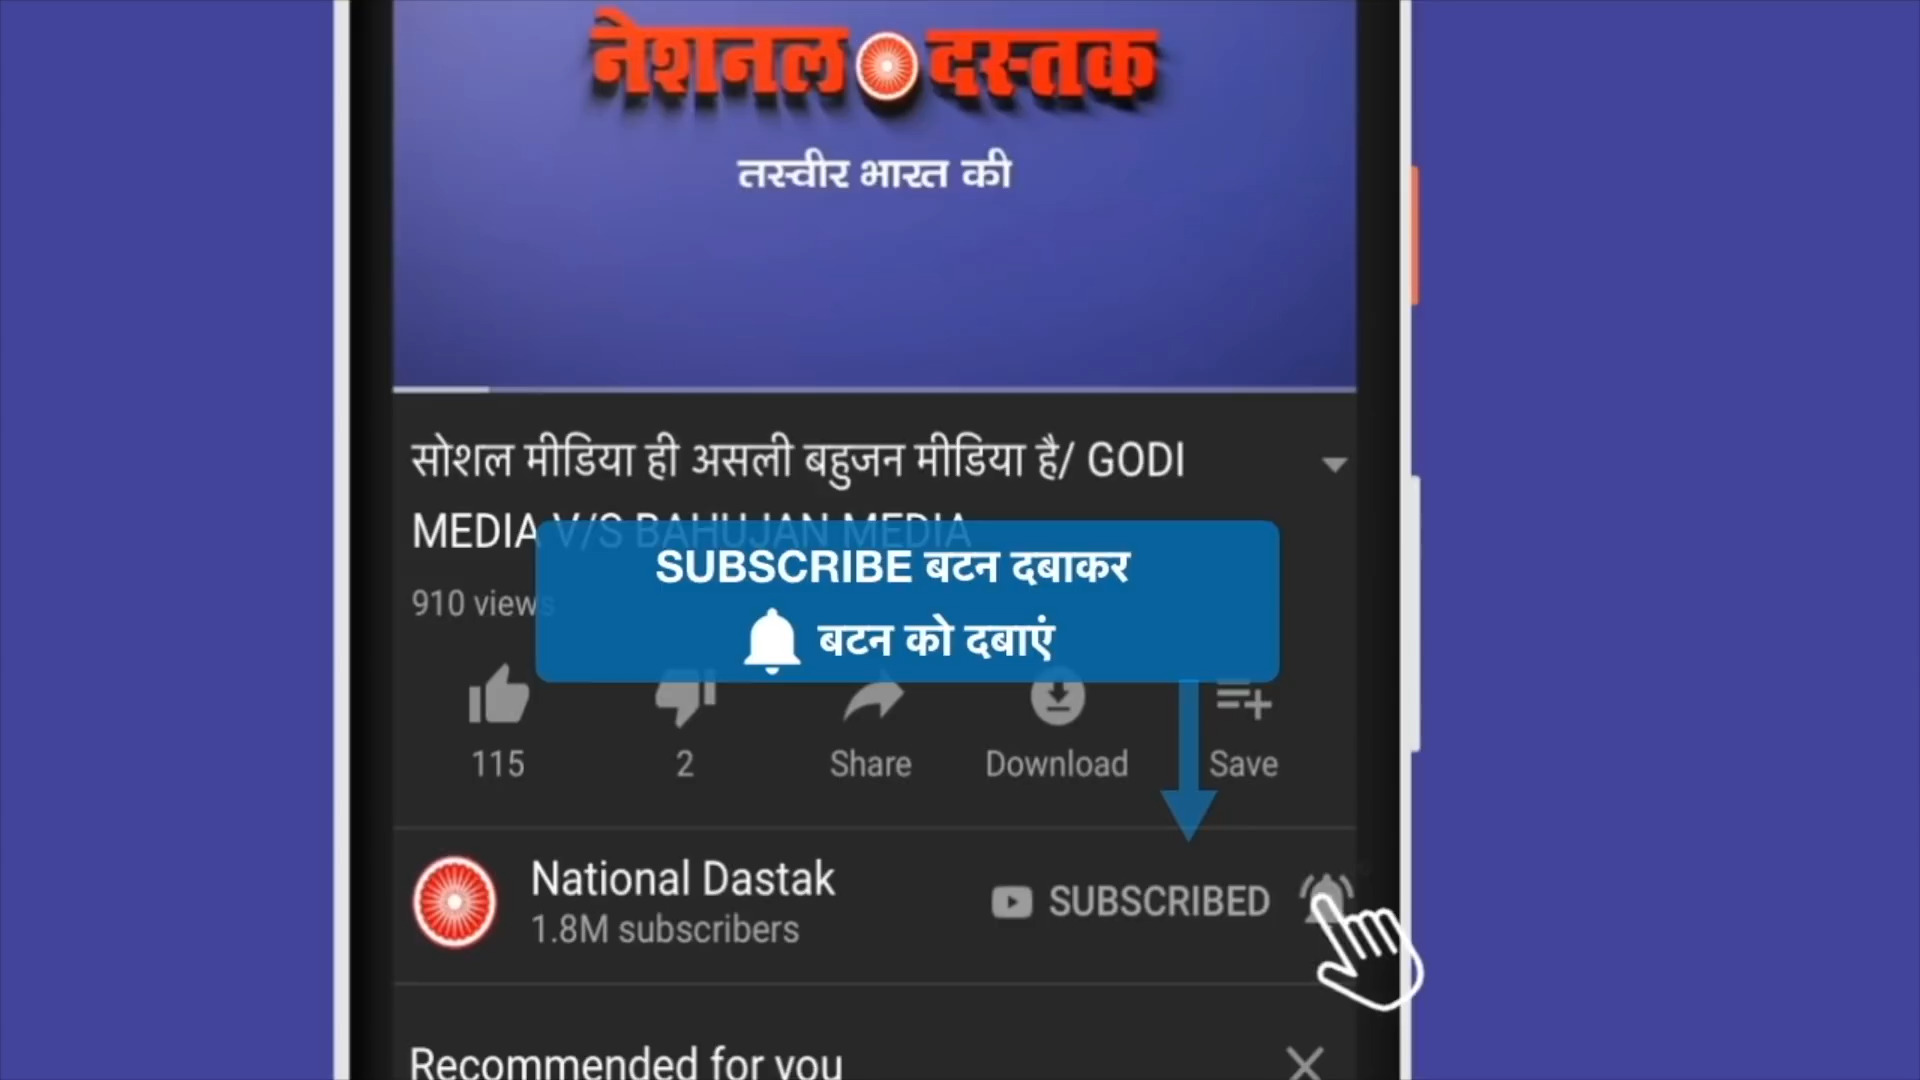 नेशनल दस्तक
तस्वीर भारत की
सोशल मीडिया ही असली बहुजन मीडिया है/ GODI
MEDIA V/S BAHUJAN MEDIA
SUBSCRIBE बटन दबाकर
बटन को दबाएं
910 views
115
2
Share
Download
Save
National Dastak
1.8M subscribers
SUBSCRIBED
Recommended for you